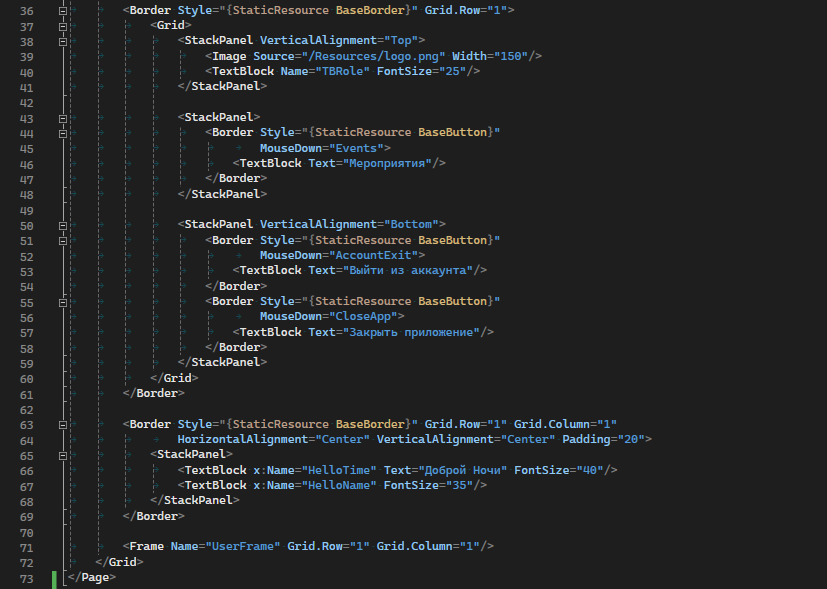 36 <Border Style="{StaticResource BaseBorder}" Grid.Row="1">
37 <Grid>
38 <StackPanel VerticalAlignment="Top">
39 <Image Source="/Resources/logo.png" Width="150"/>
40 <TextBlock Name="TBRole" FontSize="25"/>
41 </StackPanel>
42
43 <StackPanel>
44 <Border Style="{StaticResource BaseButton}"
45 MouseDown="Events">
46 <TextBlock Text="Мероприятия"/>
47 </Border>
48 </StackPanel>
49
50 <StackPanel VerticalAlignment="Bottom">
51 <Border Style="{StaticResource BaseButton}"
52 MouseDown="AccountExit">
53 <TextBlock Text="Выйти из аккаунта"/>
54 </Border>
55 <Border Style="{StaticResource BaseButton}"
56 MouseDown="CloseApp">
57 <TextBlock Text="Закрыть приложение"/>
58 </Border>
59 </StackPanel>
60 </Grid>
61 </Border>
62
63 <Border Style="{StaticResource BaseBorder}" Grid.Row="1" Grid.Column="1"
64 HorizontalAlignment="Center" VerticalAlignment="Center" Padding="20">
65 <StackPanel>
66 <TextBlock x:Name="HelloTime" Text="Доброй Ночи" FontSize="40"/>
67 <TextBlock x:Name="HelloName" FontSize="35"/>
68 </StackPanel>
69 </Border>
70
71 <Frame Name="UserFrame" Grid.Row="1" Grid.Column="1"/>
72 </Grid>
73 </Page>